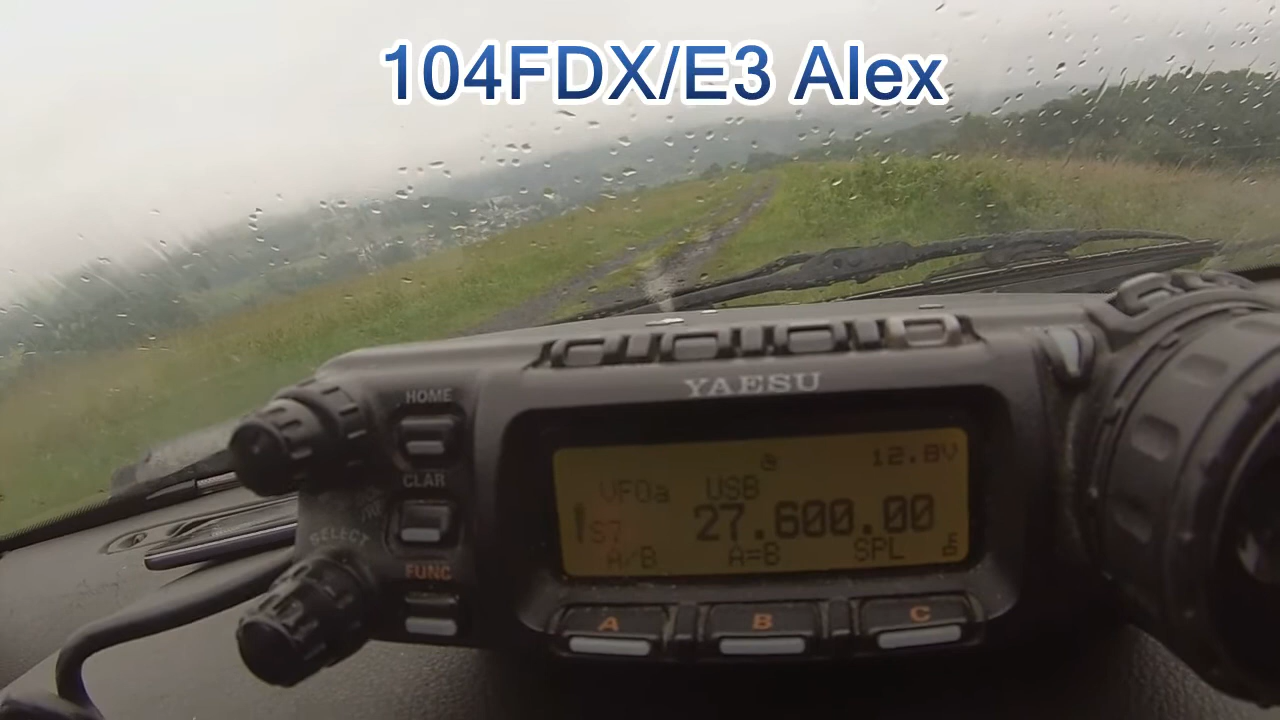 104FDX/E3 Alex
YAESU
HOME
CLAR
SELECT
FUNC
12.8V
VFOa USB
27.600.00
S7
A/B A=B SPL
A B C